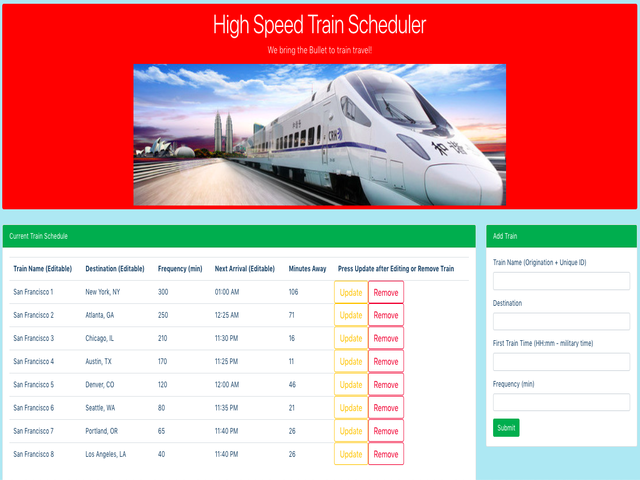 High Speed Train Scheduler
We bring the Bullet to train travel!
CRH
和谐
Current Train Schedule
Train Name (Editable) Destination (Editable) Frequency (min) Next Arrival (Editable) Minutes Away Press Update after Editing or Remove Train
San Francisco 1 New York, NY 300 01:00 AM 106 Update Remove
San Francisco 2 Atlanta, GA 250 12:25 AM 71 Update Remove
San Francisco 3 Chicago, IL 210 11:30 PM 16 Update Remove
San Francisco 4 Austin, TX 170 11:25 PM 11 Update Remove
San Francisco 5 Denver, CO 120 12:00 AM 46 Update Remove
San Francisco 6 Seattle, WA 80 11:35 PM 21 Update Remove
San Francisco 7 Portland, OR 65 11:40 PM 26 Update Remove
San Francisco 8 Los Angeles, LA 40 11:40 PM 26 Update Remove
Add Train
Train Name (Origination + Unique ID)
Destination
First Train Time (HH:mm - military time)
Frequency (min)
Submit